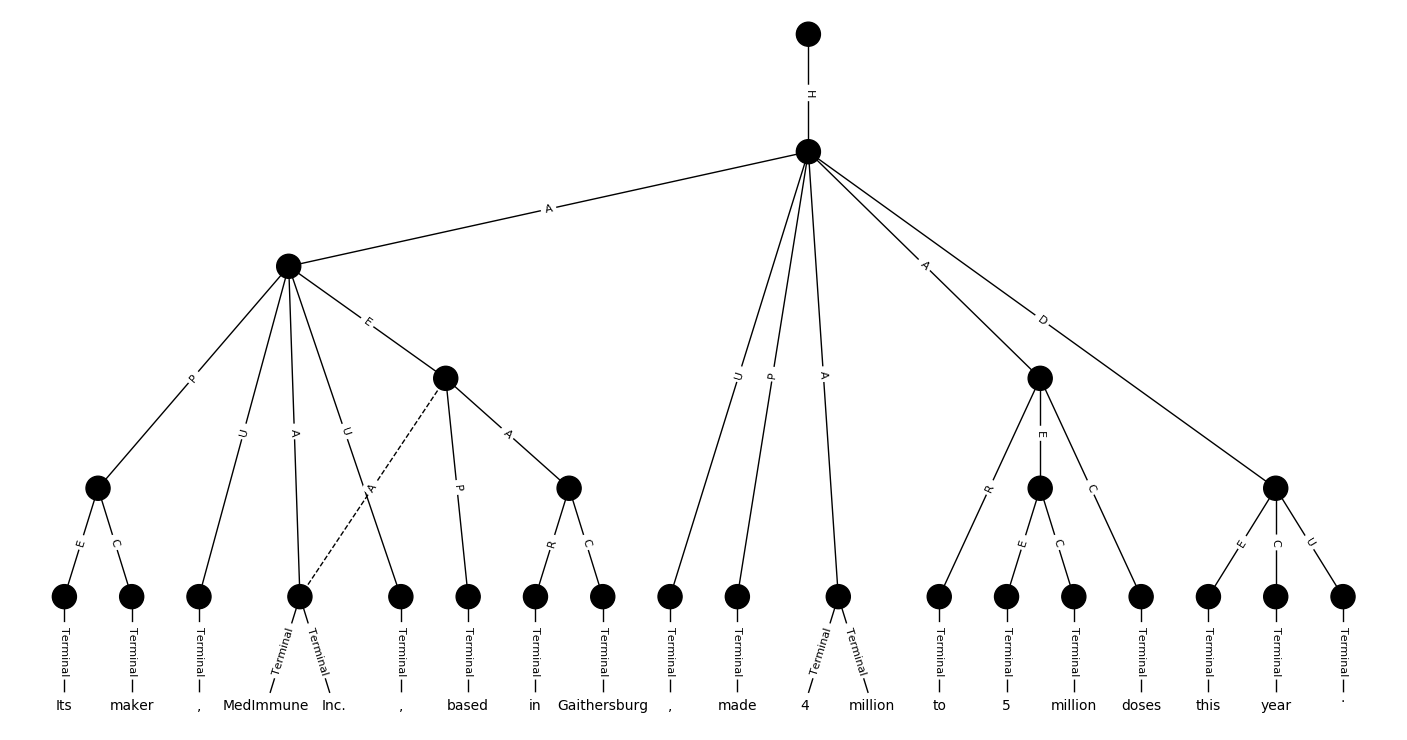 H
A
A
D
E
P
U
P
A
U
A
U
E
A
A
P
R
C
E
C
R
C
E
C
E
C
U
Terminal Terminal Terminal Terminal Terminal Terminal Terminal Terminal Terminal Terminal Terminal Terminal Terminal Terminal Terminal Terminal Terminal Terminal Terminal Terminal
Its maker , MedImmune Inc. , based in Gaithersburg , made 4 million to 5 million doses this year .